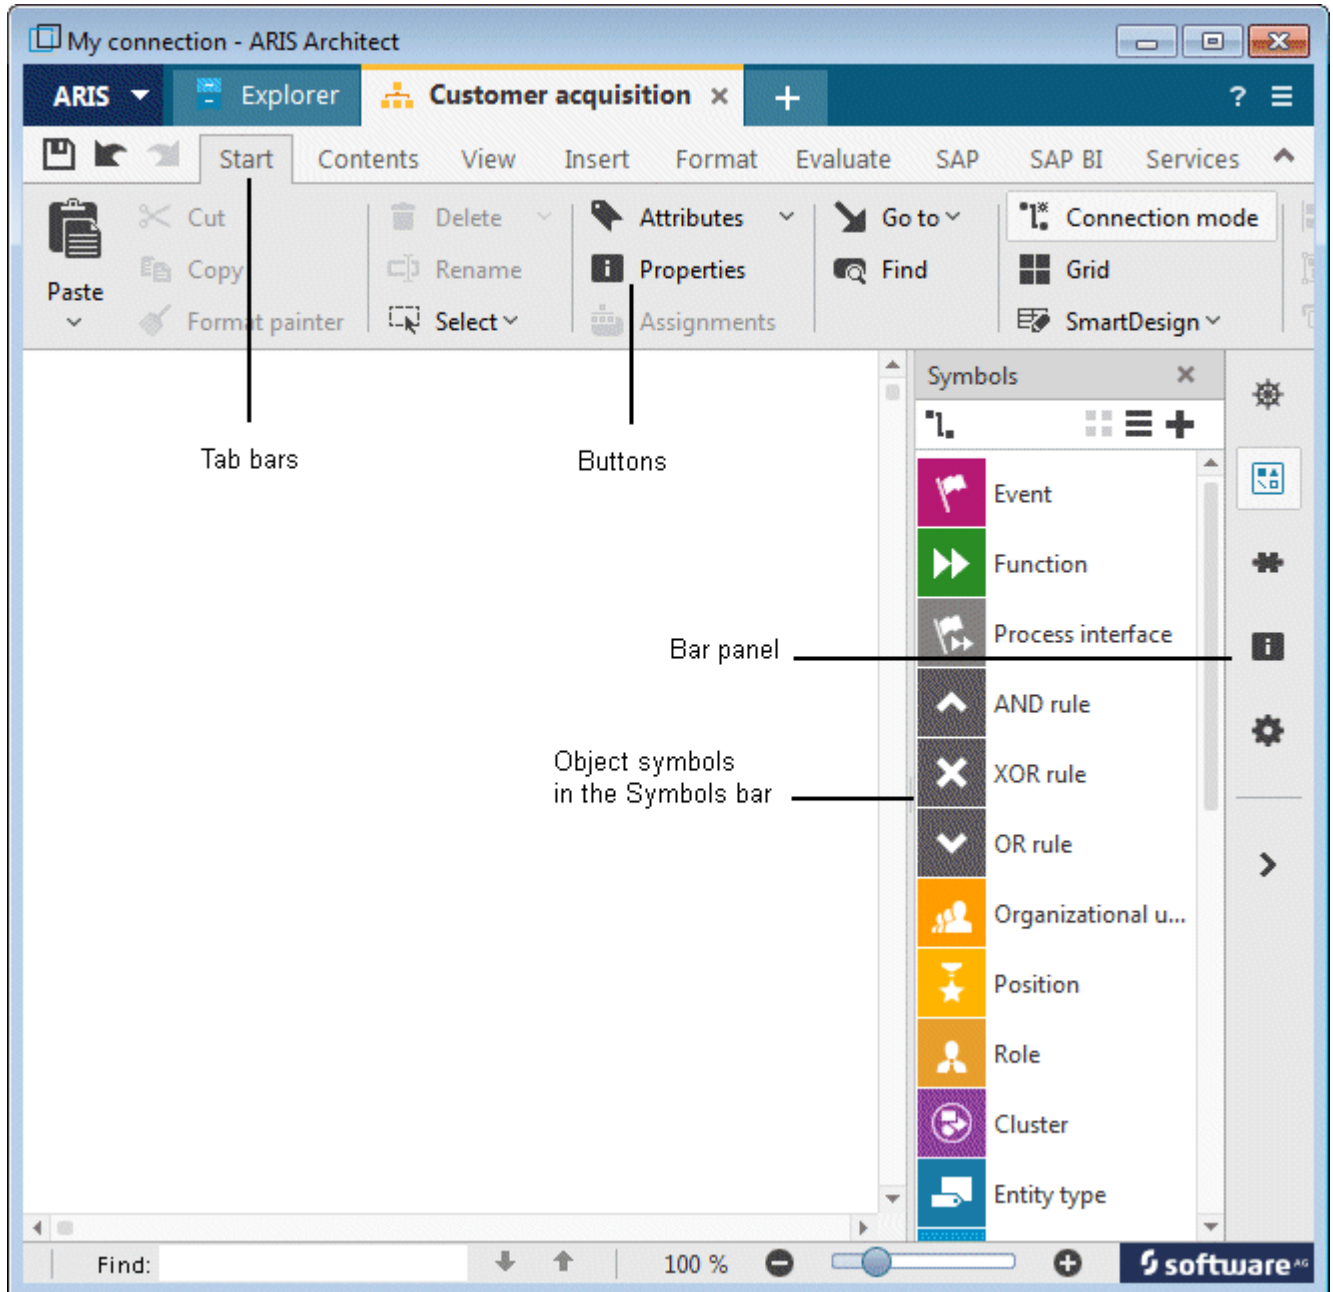 My connection - ARIS Architect
ARIS Explorer Customer acquisition
Start Contents View Insert Format Evaluate SAP SAP BI Services
Cut Delete Attributes Go to Connection mode
Copy Rename Properties Find Grid
Paste
Format painter Select Assignments SmartDesign
Symbols
Tab bars
Buttons
Event
Function
Process interface
Bar panel
AND rule
Object symbols
in the Symbols bar
XOR rule
OR rule
Organizational u...
Position
Role
Cluster
Entity type
Find: 100 % software AG